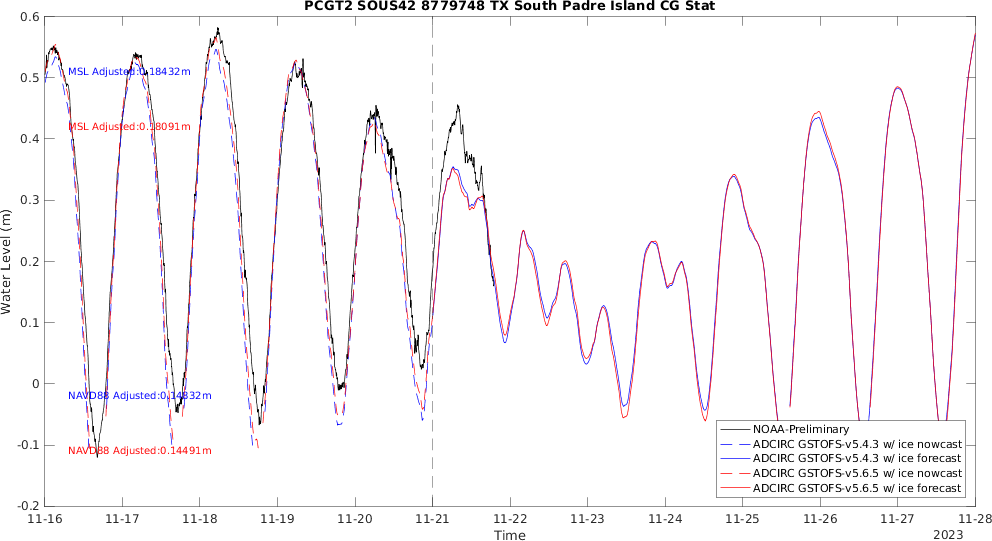 PCGT2 SOUS42 8779748 TX South Padre Island CG Stat
0.6
0.5
0.4
0.3
0.2
0.1
0
-0.1
-0.2
Water Level (m)
MSL Adjusted:0.18432m
MSL Adjusted:0.18091m
NAVD88 Adjusted:0.14832m
NAVD88 Adjusted:0.14491m
NOAA-Preliminary
ADCIRC GSTOFS-v5.4.3 w/ ice nowcast
ADCIRC GSTOFS-v5.4.3 w/ ice forecast
ADCIRC GSTOFS-v5.6.5 w/ ice nowcast
ADCIRC GSTOFS-v5.6.5 w/ ice forecast
11-16 11-17 11-18 11-19 11-20 11-21 11-22 11-23 11-24 11-25 11-26 11-27 11-28
Time
2023